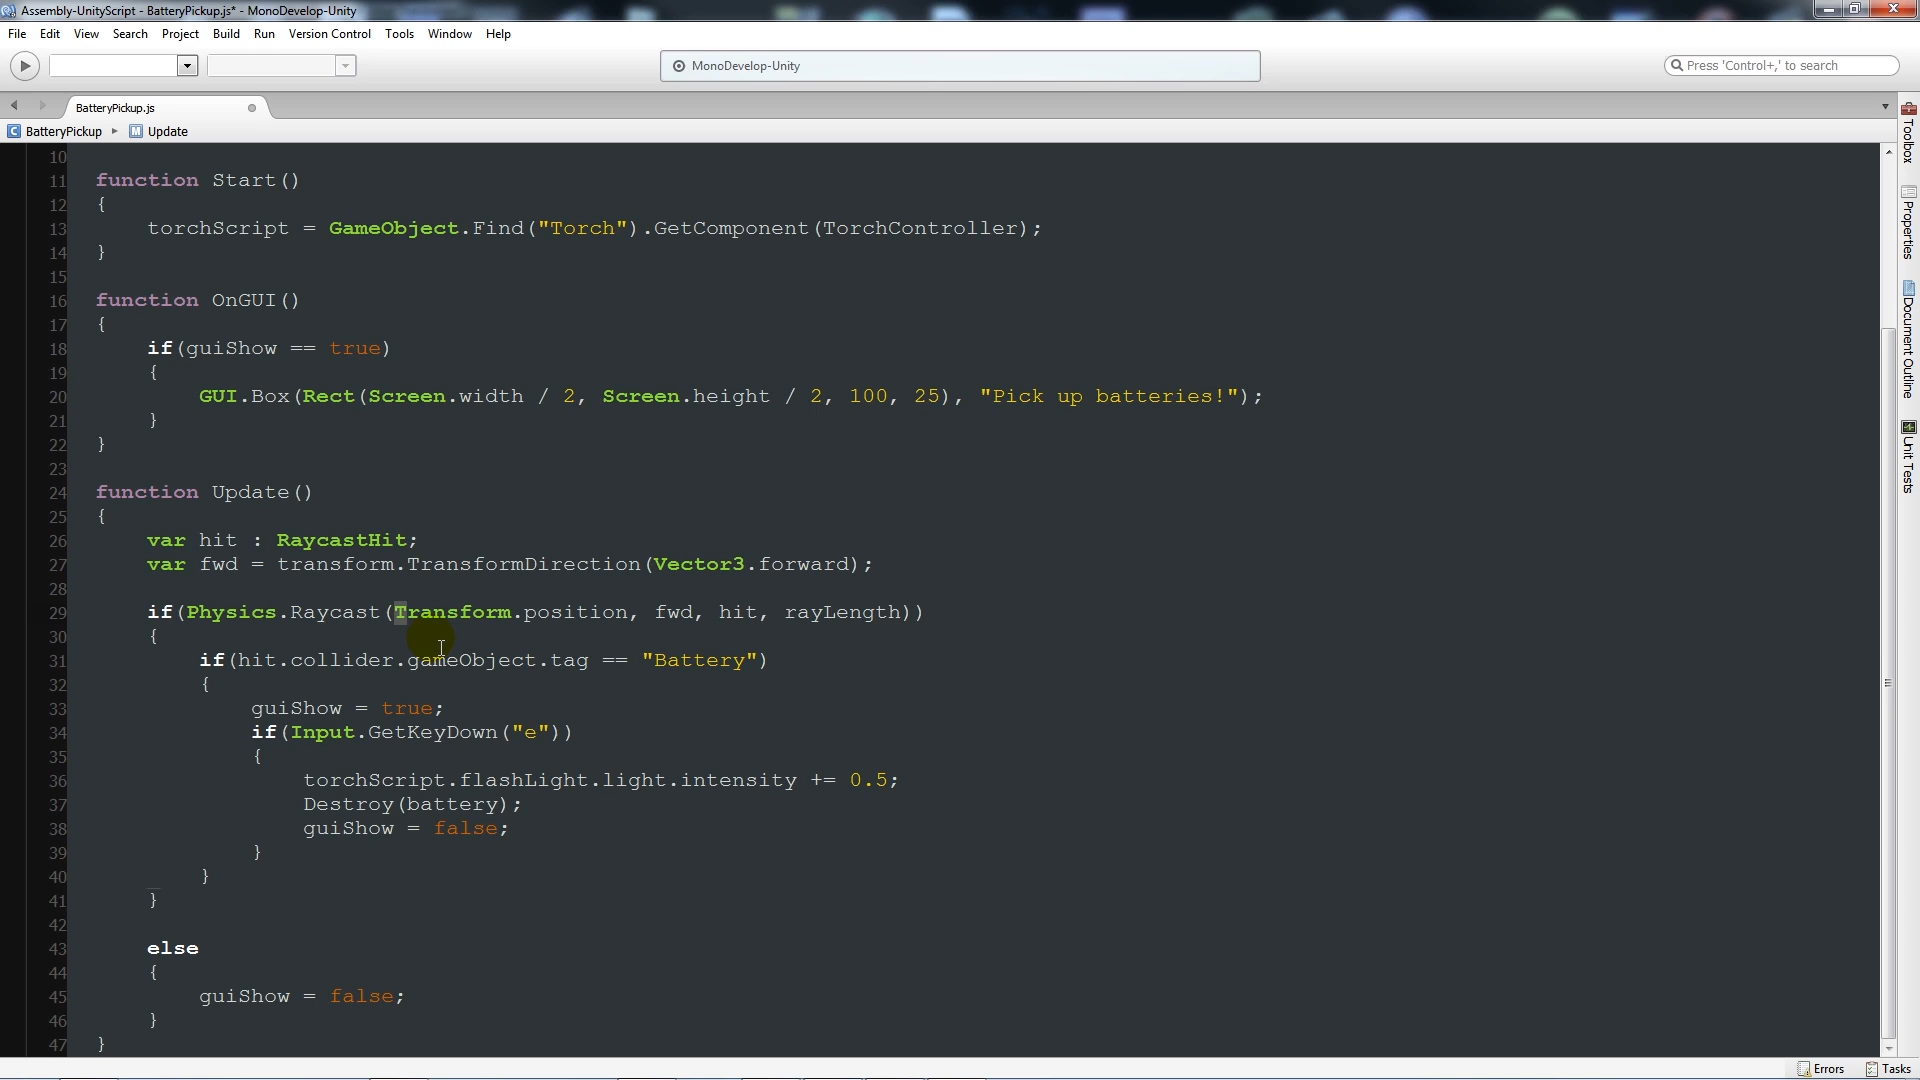 Assembly-UnityScript - BatteryPickup.js* - MonoDevelop-Unity
File Edit View Search Project Build Run Version Control Tools Window Help
MonoDevelop-Unity
Press 'Control+,' to search
BatteryPickup.js
BatteryPickup Update
10
11 function Start()
12 {
13 torchScript = GameObject.Find("Torch").GetComponent(TorchController);
14 }
15
16 function OnGUI()
17 {
18 if(guiShow == true)
19 {
20 GUI.Box(Rect(Screen.width / 2, Screen.height / 2, 100, 25), "Pick up batteries!");
21 }
22 }
23
24 function Update()
25 {
26 var hit : RaycastHit;
27 var fwd = transform.TransformDirection(Vector3.forward);
28
29 if(Physics.Raycast(Transform.position, fwd, hit, rayLength))
30 {
31 if(hit.collider.gameObject.tag == "Battery")
32 {
33 guiShow = true;
34 if(Input.GetKeyDown("e"))
35 {
36 torchScript.flashLight.light.intensity += 0.5;
37 Destroy(battery);
38 guiShow = false;
39 }
40 }
41 }
42
43 else
44 {
45 guiShow = false;
46 }
47 }
Toolbox
Properties
Document Outline
Unit Tests
Errors Tasks